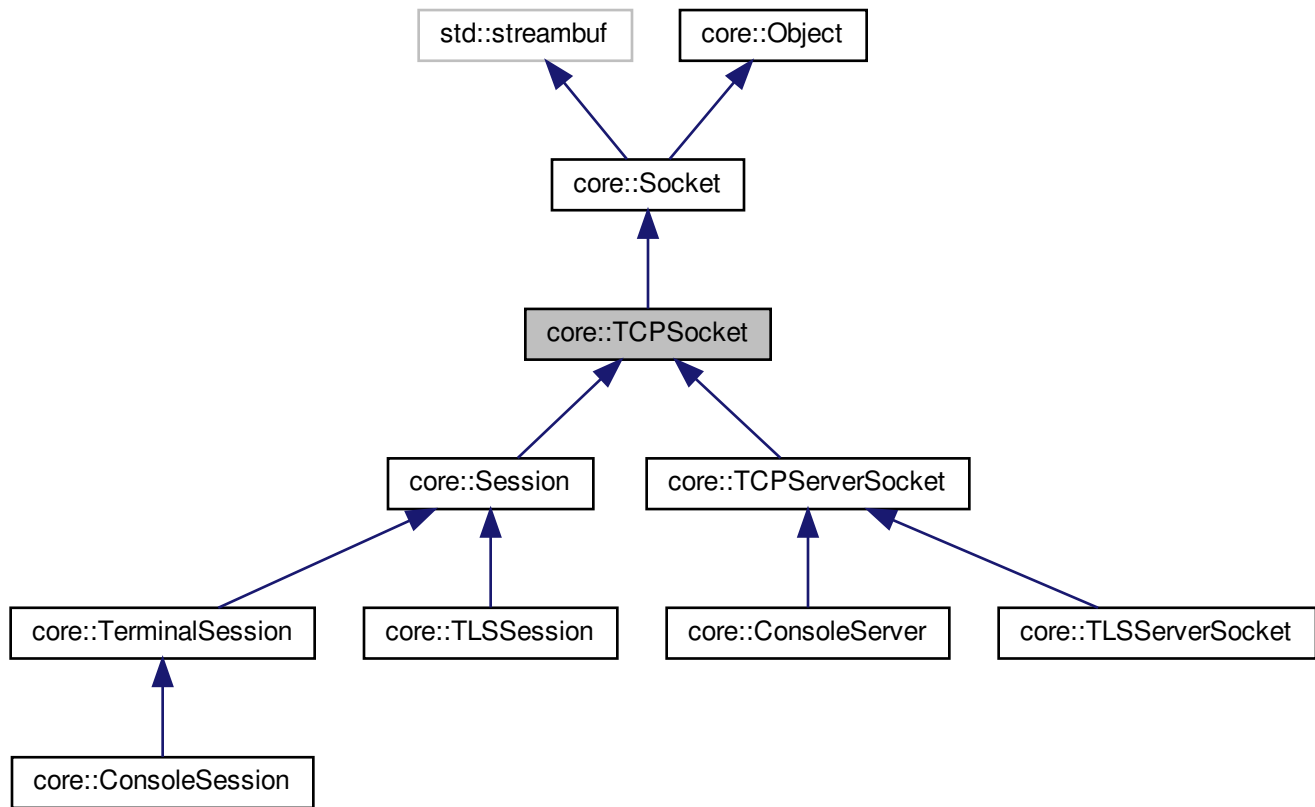 std::streambuf
core::Object
core::Socket
core::TCPSocket
core::Session
core::TCPServerSocket
core::TerminalSession
core::TLSSession
core::ConsoleServer
core::TLSServerSocket
core::ConsoleSession